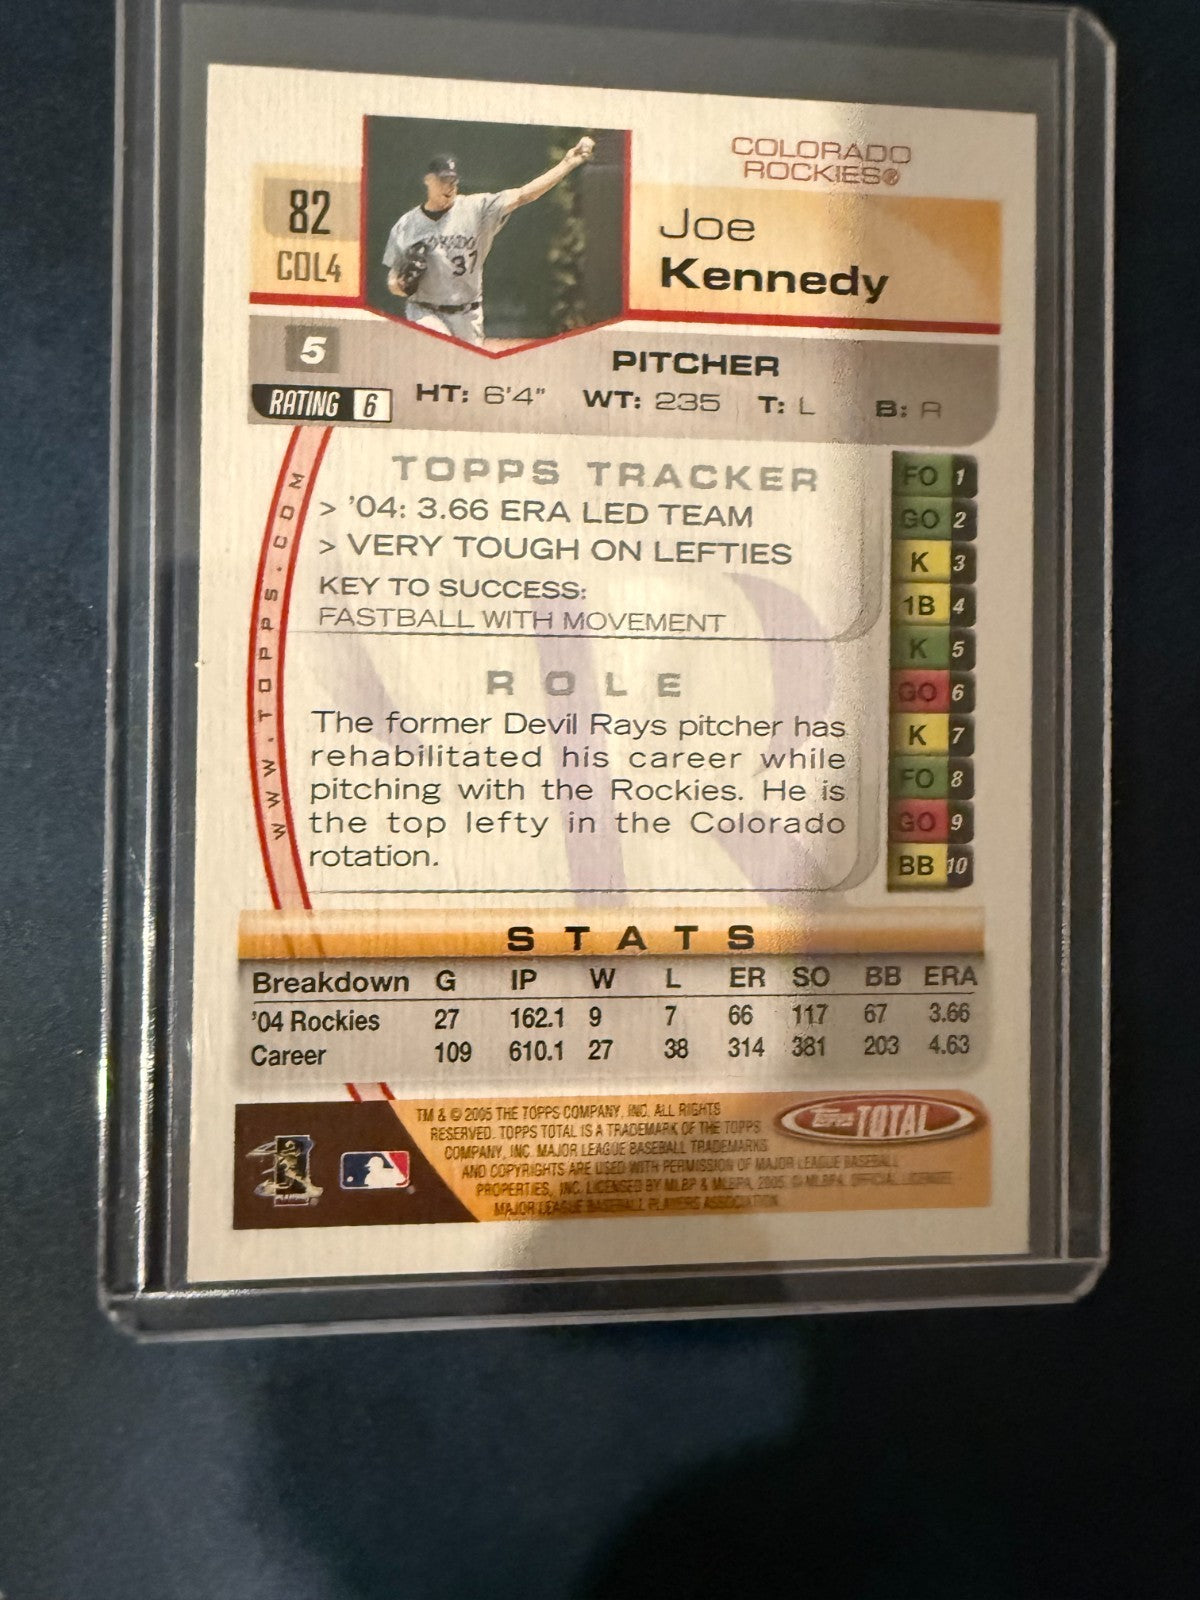 COLORADO
ROCKIES®
82
COL4
Joe
Kennedy
37
5
PITCHER
RATING 6
HT: 6'4" WT: 235 T: L B: R
WWW.TOPPS.COM
TOPPS TRACKER
> '04: 3.66 ERA LED TEAM
> VERY TOUGH ON LEFTIES
KEY TO SUCCESS:
FASTBALL WITH MOVEMENT
FO 1
GO 2
K 3
1B 4
K 5
GO 6
K 7
FO 8
GO 9
BB 10
ROLE
The former Devil Rays pitcher has
rehabilitated his career while
pitching with the Rockies. He is
the top lefty in the Colorado
rotation.
STATS
Breakdown G IP W L ER SO BB ERA
'04 Rockies 27 162.1 9 7 66 117 67 3.66
Career 109 610.1 27 38 314 381 203 4.63
TM & © 2005 THE TOPPS COMPANY, INC. ALL RIGHTS
RESERVED. TOPPS TOTAL IS A TRADEMARK OF THE TOPPS
COMPANY, INC. MAJOR LEAGUE BASEBALL TRADEMARKS
AND COPYRIGHTS ARE USED WITH PERMISSION OF MAJOR LEAGUE BASEBALL
PROPERTIES, INC. LICENSED BY MLBP & MLBPA, 2005. © MLBPA. OFFICIAL LICENSEE
MAJOR LEAGUE BASEBALL PLAYERS ASSOCIATION
Topps TOTAL